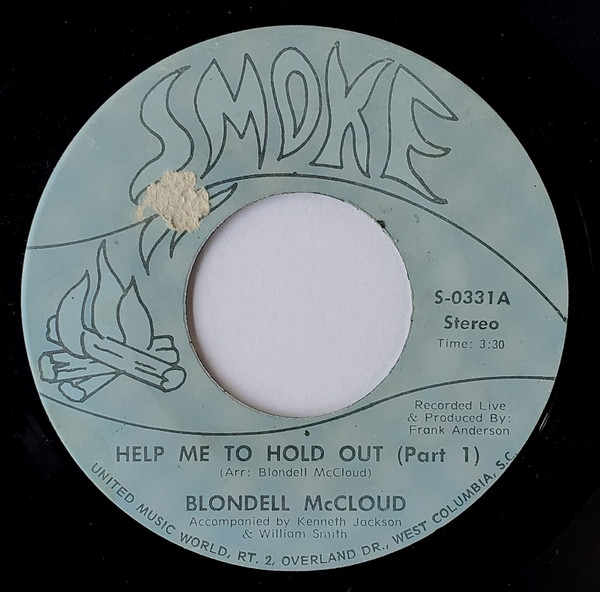 SMOKE
S-0331A
Stereo
Time: 3:30
Recorded Live
& Produced By:
Frank Anderson
HELP ME TO HOLD OUT (Part 1)
(Arr: Blondell McCloud)
BLONDELL McCLOUD
Accompanied by Kenneth Jackson
& William Smith
UNITED MUSIC WORLD, RT. 2, OVERLAND DR., WEST COLUMBIA, S.C.